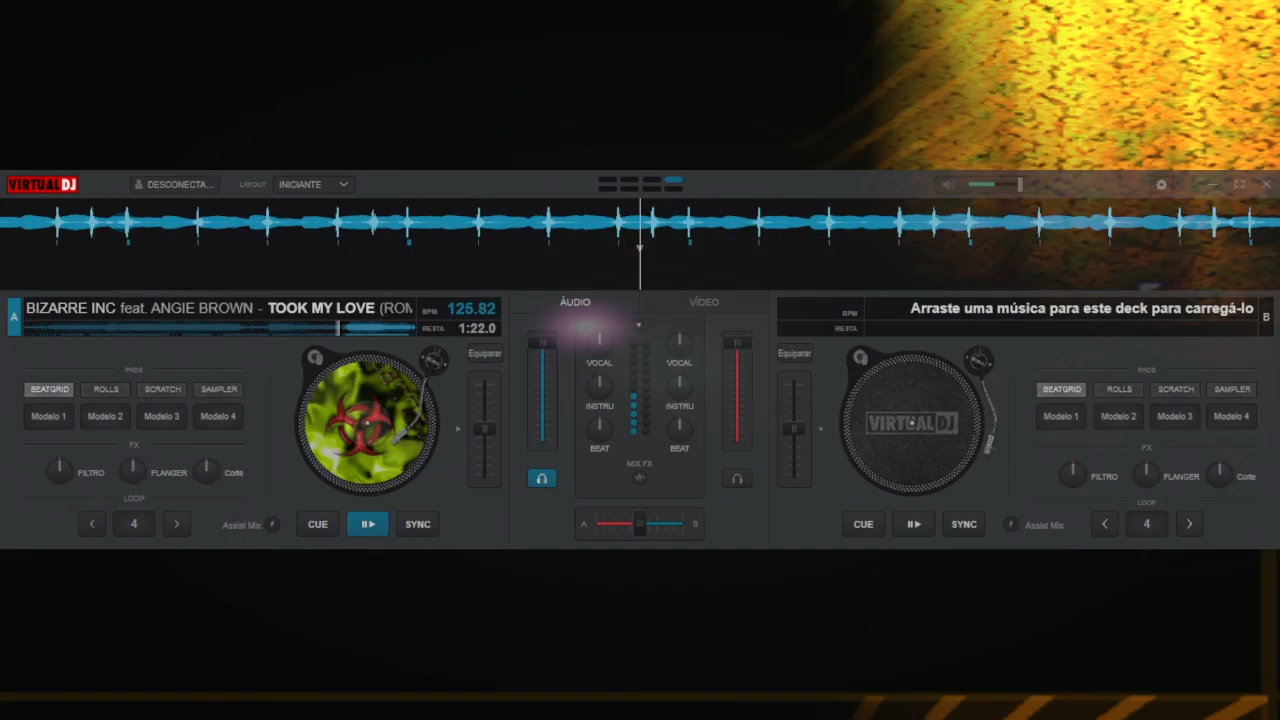 VIRTUALDJ DESCONECTA... LAYOUT INICIANTE
A BIZARRE INC feat. ANGIE BROWN - TOOK MY LOVE (ROM BPM 125.82
RESTA 1:22.0
ÁUDIO VÍDEO
BPM Arraste uma música para este deck para carregá-lo B
RESTA
Equiparar VOCAL VOCAL Equiparar
PADS PADS
BEATGRID ROLLS SCRATCH SAMPLER INSTRU INSTRU BEATGRID ROLLS SCRATCH SAMPLER
Modelo 1 Modelo 2 Modelo 3 Modelo 4 VIRTUALDJ Modelo 1 Modelo 2 Modelo 3 Modelo 4
FX BEAT BEAT FX
FILTRO FLANGER Corte MIX FX FILTRO FLANGER Corte
LOOP LOOP
4 Assist Mix CUE SYNC A B CUE SYNC Assist Mix 4